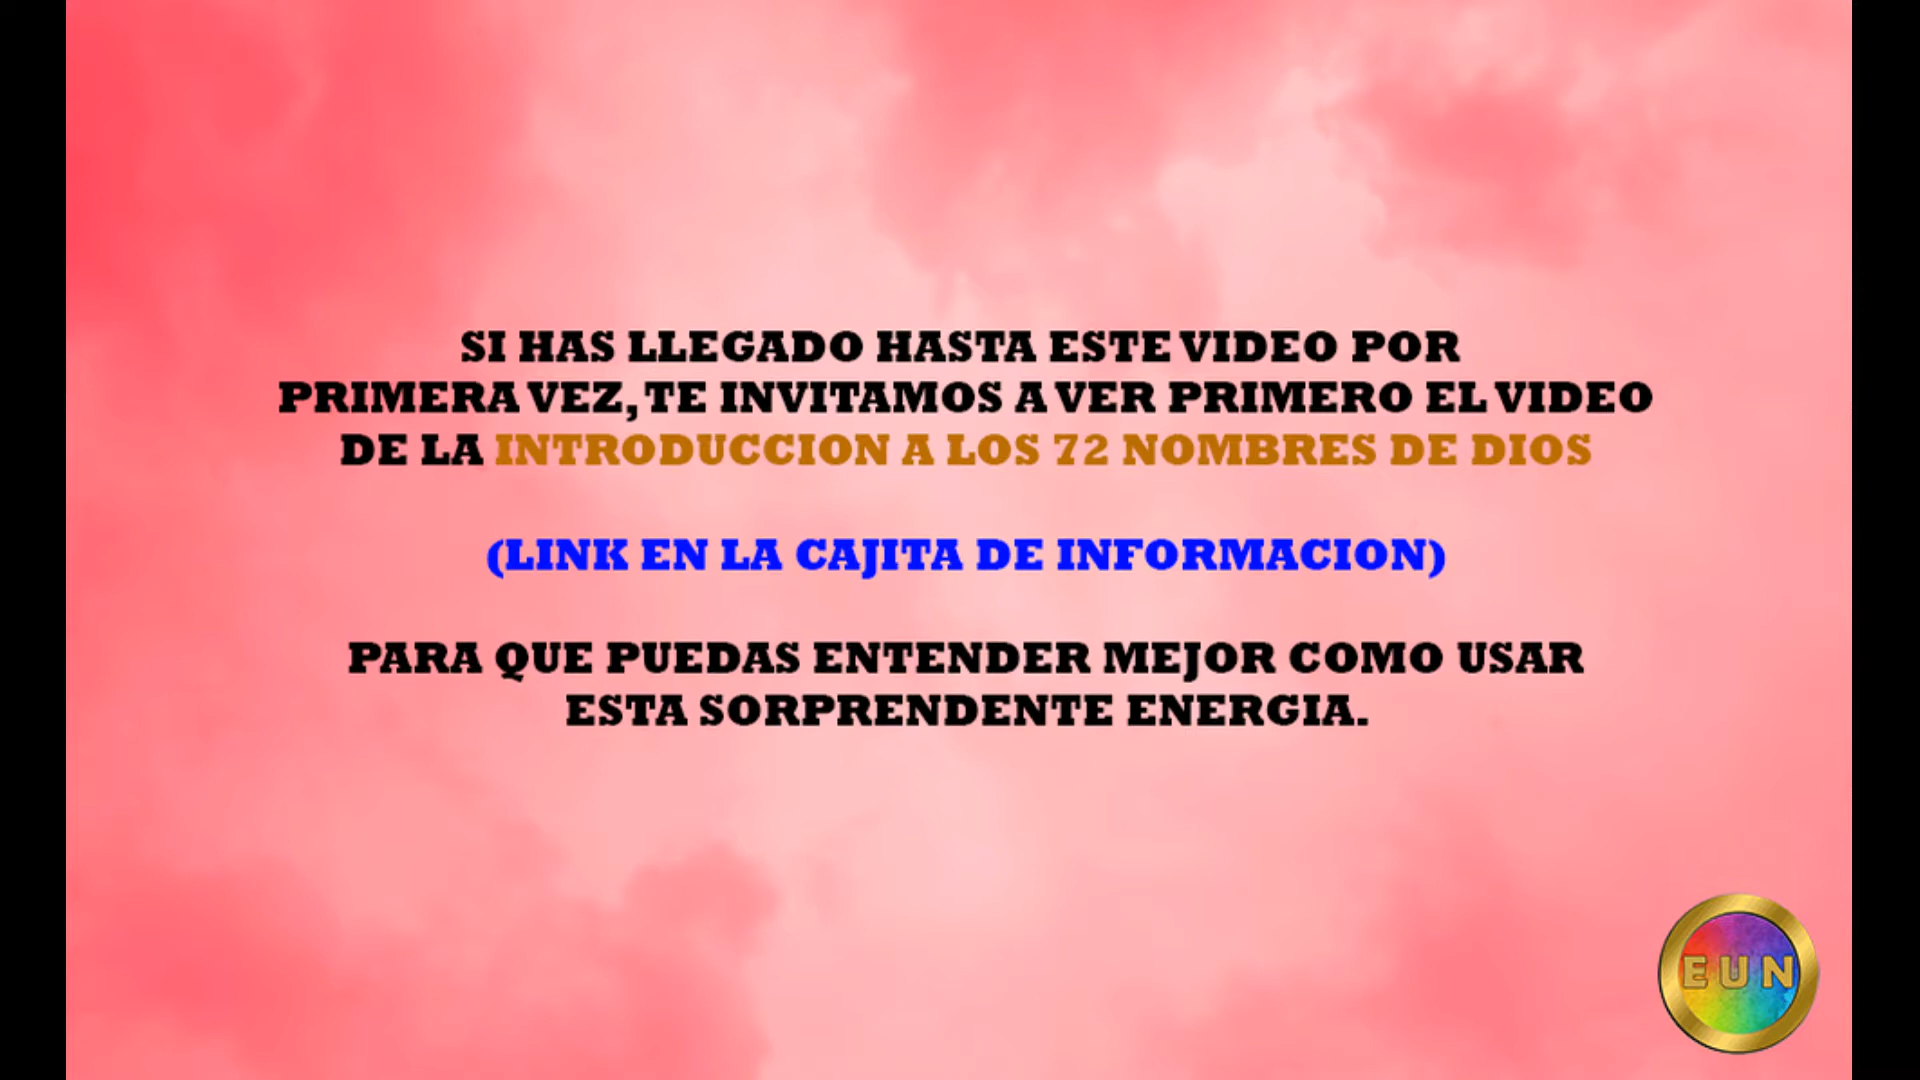 SI HAS LLEGADO HASTA ESTE VIDEO POR
PRIMERA VEZ, TE INVITAMOS A VER PRIMERO EL VIDEO
DE LA INTRODUCCION A LOS 72 NOMBRES DE DIOS
(LINK EN LA CAJITA DE INFORMACION)
PARA QUE PUEDAS ENTENDER MEJOR COMO USAR
ESTA SORPRENDENTE ENERGIA.
EUN